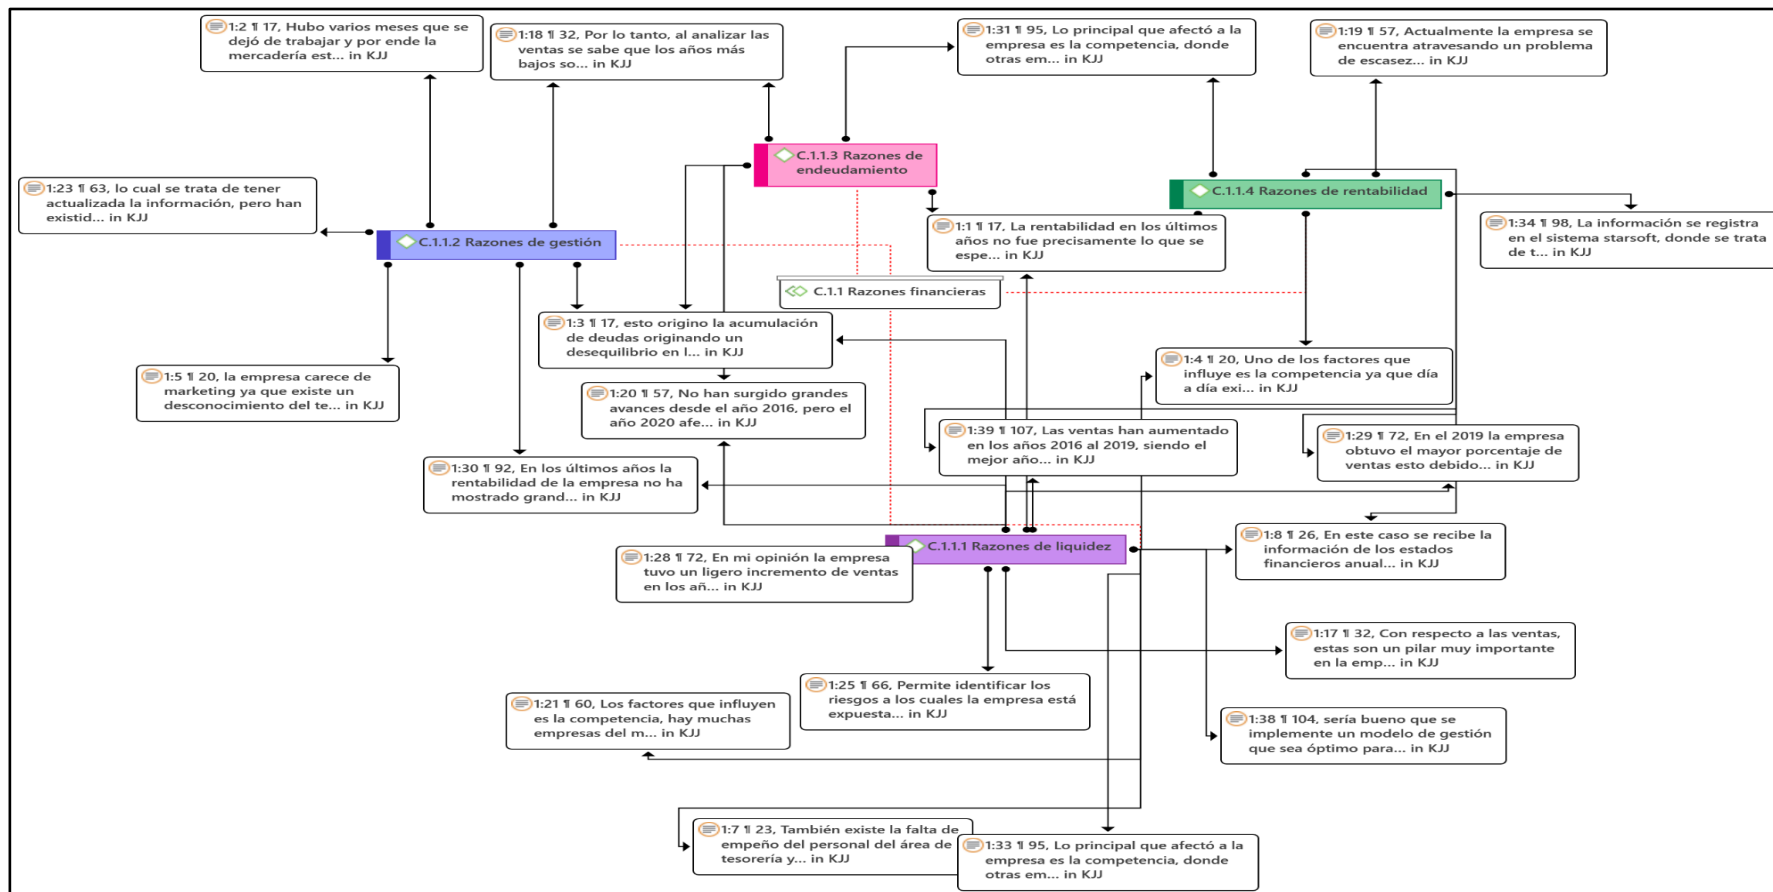 1:2 ¶ 17, Hubo varios meses que se
dejó de trabajar y por ende la
mercadería est... in KJJ
1:18 ¶ 32, Por lo tanto, al analizar las
ventas se sabe que los años más
bajos so... in KJJ
1:31 ¶ 95, Lo principal que afectó a la
empresa es la competencia, donde
otras em... in KJJ
1:19 ¶ 57, Actualmente la empresa se
encuentra atravesando un problema
de escasez... in KJJ
C.1.1.3 Razones de
endeudamiento
C.1.1.4 Razones de rentabilidad
1:23 ¶ 63, lo cual se trata de tener
actualizada la información, pero han
existid... in KJJ
C.1.1.2 Razones de gestión
1:1 ¶ 17, La rentabilidad en los últimos
años no fue precisamente lo que se
espe... in KJJ
1:34 ¶ 98, La información se registra
en el sistema starsoft, donde se trata
de t... in KJJ
C.1.1 Razones financieras
1:3 ¶ 17, esto origino la acumulación
de deudas originando un
desequilibrio en l... in KJJ
1:5 ¶ 20, la empresa carece de
marketing ya que existe un
desconocimiento del te... in KJJ
1:4 ¶ 20, Uno de los factores que
influye es la competencia ya que día
a día exi... in KJJ
1:20 ¶ 57, No han surgido grandes
avances desde el año 2016, pero el
año 2020 afe... in KJJ
1:39 ¶ 107, Las ventas han aumentado
en los años 2016 al 2019, siendo el
mejor año... in KJJ
1:29 ¶ 72, En el 2019 la empresa
obtuvo el mayor porcentaje de
ventas esto debido... in KJJ
1:30 ¶ 92, En los últimos años la
rentabilidad de la empresa no ha
mostrado grand... in KJJ
C.1.1.1 Razones de liquidez
1:8 ¶ 26, En este caso se recibe la
información de los estados
financieros anual... in KJJ
1:28 ¶ 72, En mi opinión la empresa
tuvo un ligero incremento de ventas
en los añ... in KJJ
1:17 ¶ 32, Con respecto a las ventas,
estas son un pilar muy importante
en la emp... in KJJ
1:25 ¶ 66, Permite identificar los
riesgos a los cuales la empresa está
expuesta... in KJJ
1:21 ¶ 60, Los factores que influyen
es la competencia, hay muchas
empresas del m... in KJJ
1:38 ¶ 104, sería bueno que se
implemente un modelo de gestión
que sea óptimo para... in KJJ
1:7 ¶ 23, También existe la falta de
empeño del personal del área de
tesorería y... in KJJ
1:33 ¶ 95, Lo principal que afectó a la
empresa es la competencia, donde
otras em... in KJJ